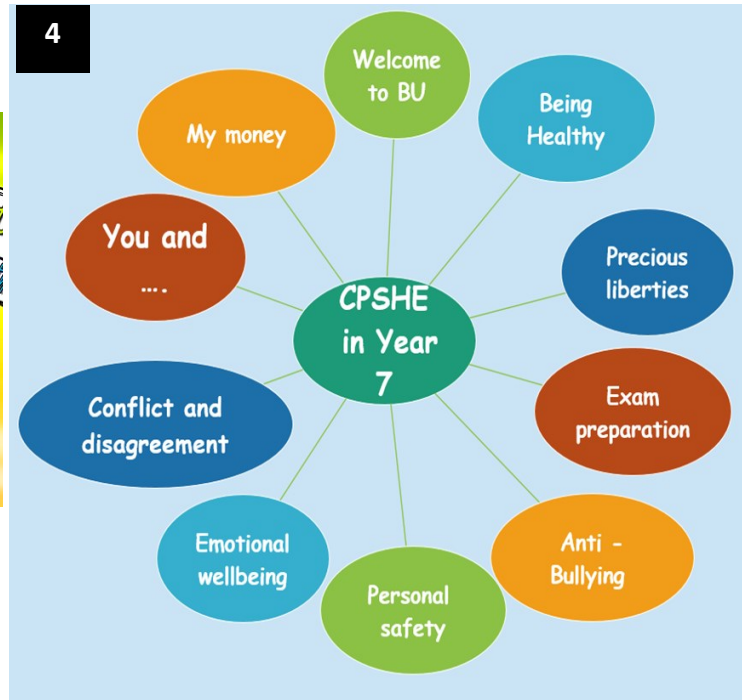 4
Welcome
to BU
Being
Healthy
Precious
liberties
Exam
preparation
Anti -
Bullying
Personal
safety
Emotional
wellbeing
Conflict and
disagreement
You and
….
My money
CPSHE
in Year
7